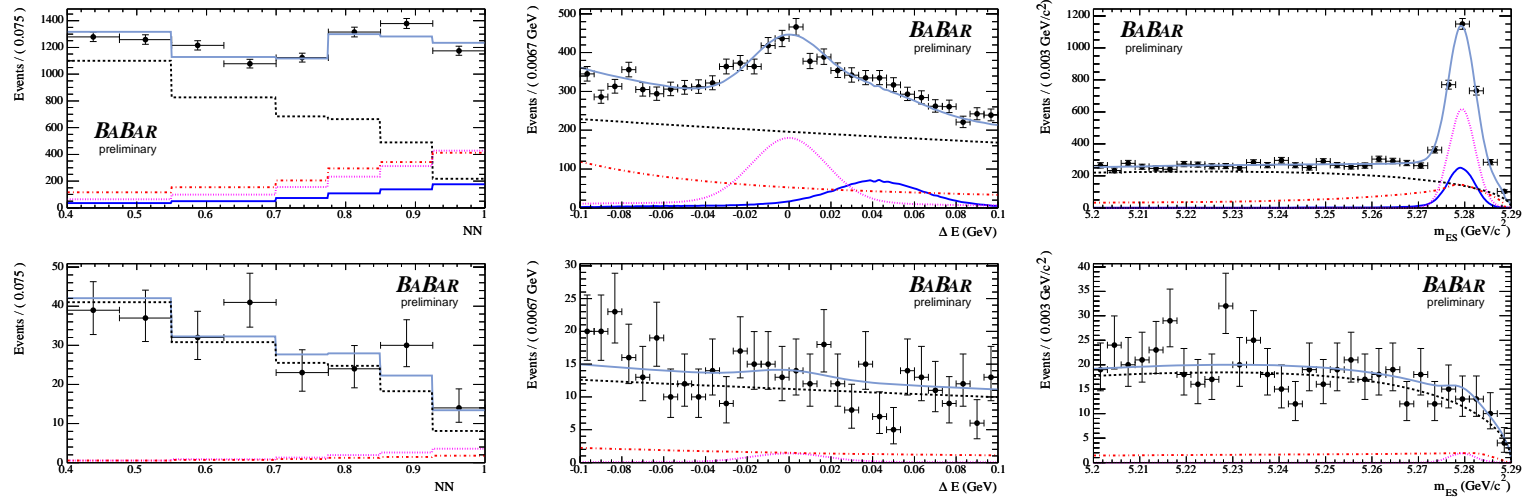 Events / ( 0.075 )
1400
1200
1000
800
600
400
200
0
0.4 0.5 0.6 0.7 0.8 0.9 1
NN
BABAR
preliminary
Events / ( 0.0067 GeV )
500
400
300
200
100
0
-0.1 -0.08 -0.06 -0.04 -0.02 0 0.02 0.04 0.06 0.08 0.1
Δ E (GeV)
BABAR
preliminary
Events / ( 0.003 GeV/c²)
1200
1000
800
600
400
200
0
5.2 5.21 5.22 5.23 5.24 5.25 5.26 5.27 5.28 5.29
m_ES (GeV/c²)
BABAR
preliminary
Events / ( 0.075 )
50
40
30
20
10
0
0.4 0.5 0.6 0.7 0.8 0.9 1
NN
BABAR
preliminary
Events / ( 0.0067 GeV )
30
25
20
15
10
5
0
-0.1 -0.08 -0.06 -0.04 -0.02 0 0.02 0.04 0.06 0.08 0.1
Δ E (GeV)
BABAR
preliminary
Events / ( 0.003 GeV/c²)
40
35
30
25
20
15
10
5
0
5.2 5.21 5.22 5.23 5.24 5.25 5.26 5.27 5.28 5.29
m_ES (GeV/c²)
BABAR
preliminary